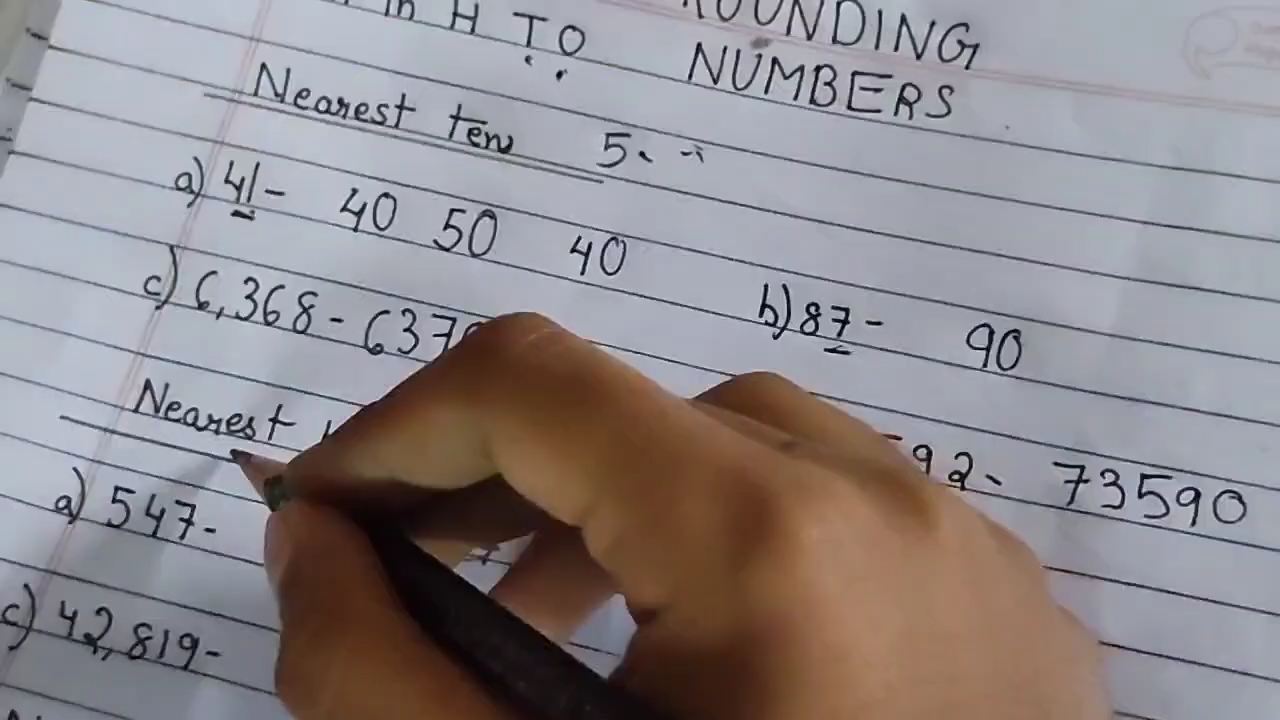 in H T O
ROUNDING
NUMBERS
Nearest ten 5
a) 41- 40 50 40
b) 87- 90
c) 6,368 - 637
92- 73590
Nearest
a) 547-
c) 42,819-